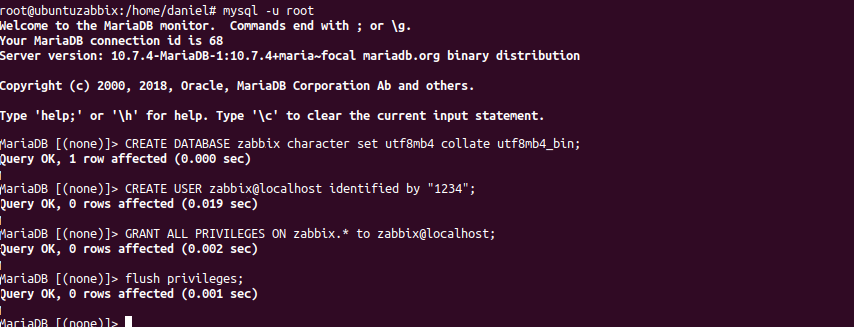 root@ubuntuzabbix:/home/daniel# mysql -u root
Welcome to the MariaDB monitor.  Commands end with ; or \g.
Your MariaDB connection id is 68
Server version: 10.7.4-MariaDB-1:10.7.4+maria~focal mariadb.org binary distribution
Copyright (c) 2000, 2018, Oracle, MariaDB Corporation Ab and others.
Type 'help;' or '\h' for help. Type '\c' to clear the current input statement.
MariaDB [(none)]> CREATE DATABASE zabbix character set utf8mb4 collate utf8mb4_bin;
Query OK, 1 row affected (0.000 sec)
MariaDB [(none)]> CREATE USER zabbix@localhost identified by "1234";
Query OK, 0 rows affected (0.019 sec)
MariaDB [(none)]> GRANT ALL PRIVILEGES ON zabbix.* to zabbix@localhost;
Query OK, 0 rows affected (0.002 sec)
MariaDB [(none)]> flush privileges;
Query OK, 0 rows affected (0.001 sec)
MariaDB [(none)]>